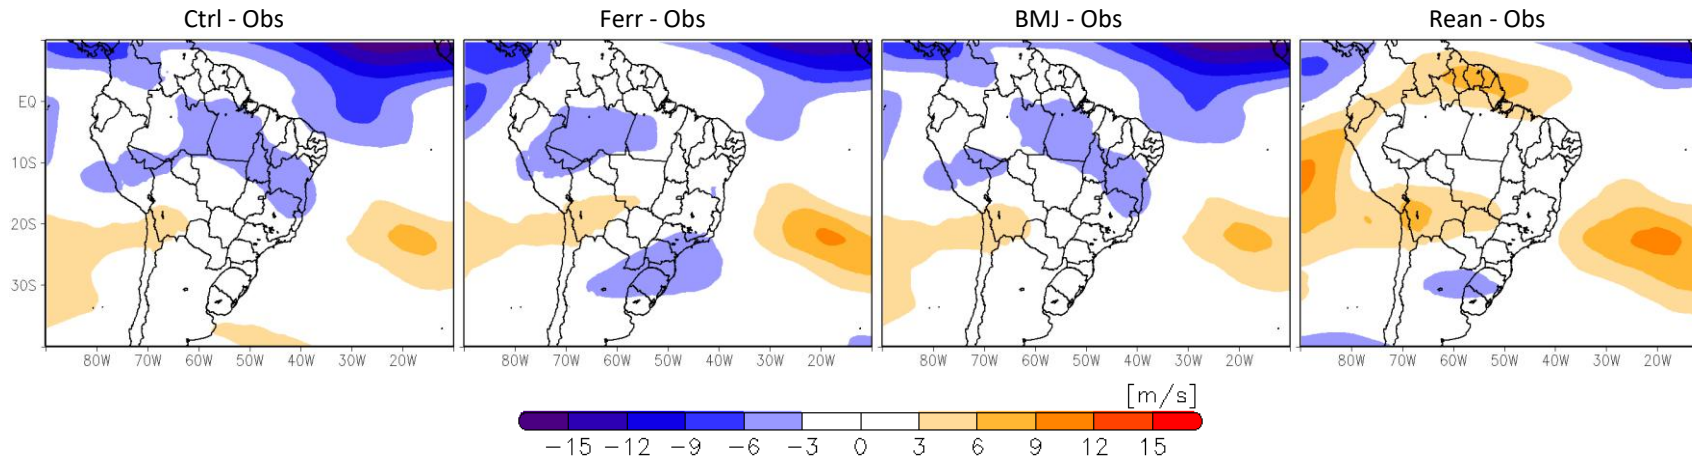 Ctrl - Obs Ferr - Obs BMJ - Obs Rean - Obs
EQ
10S
20S
30S
80W 70W 60W 50W 40W 30W 20W 80W 70W 60W 50W 40W 30W 20W 80W 70W 60W 50W 40W 30W 20W 80W 70W 60W 50W 40W 30W 20W
[m/s]
−15 −12 −9 −6 −3 0 3 6 9 12 15